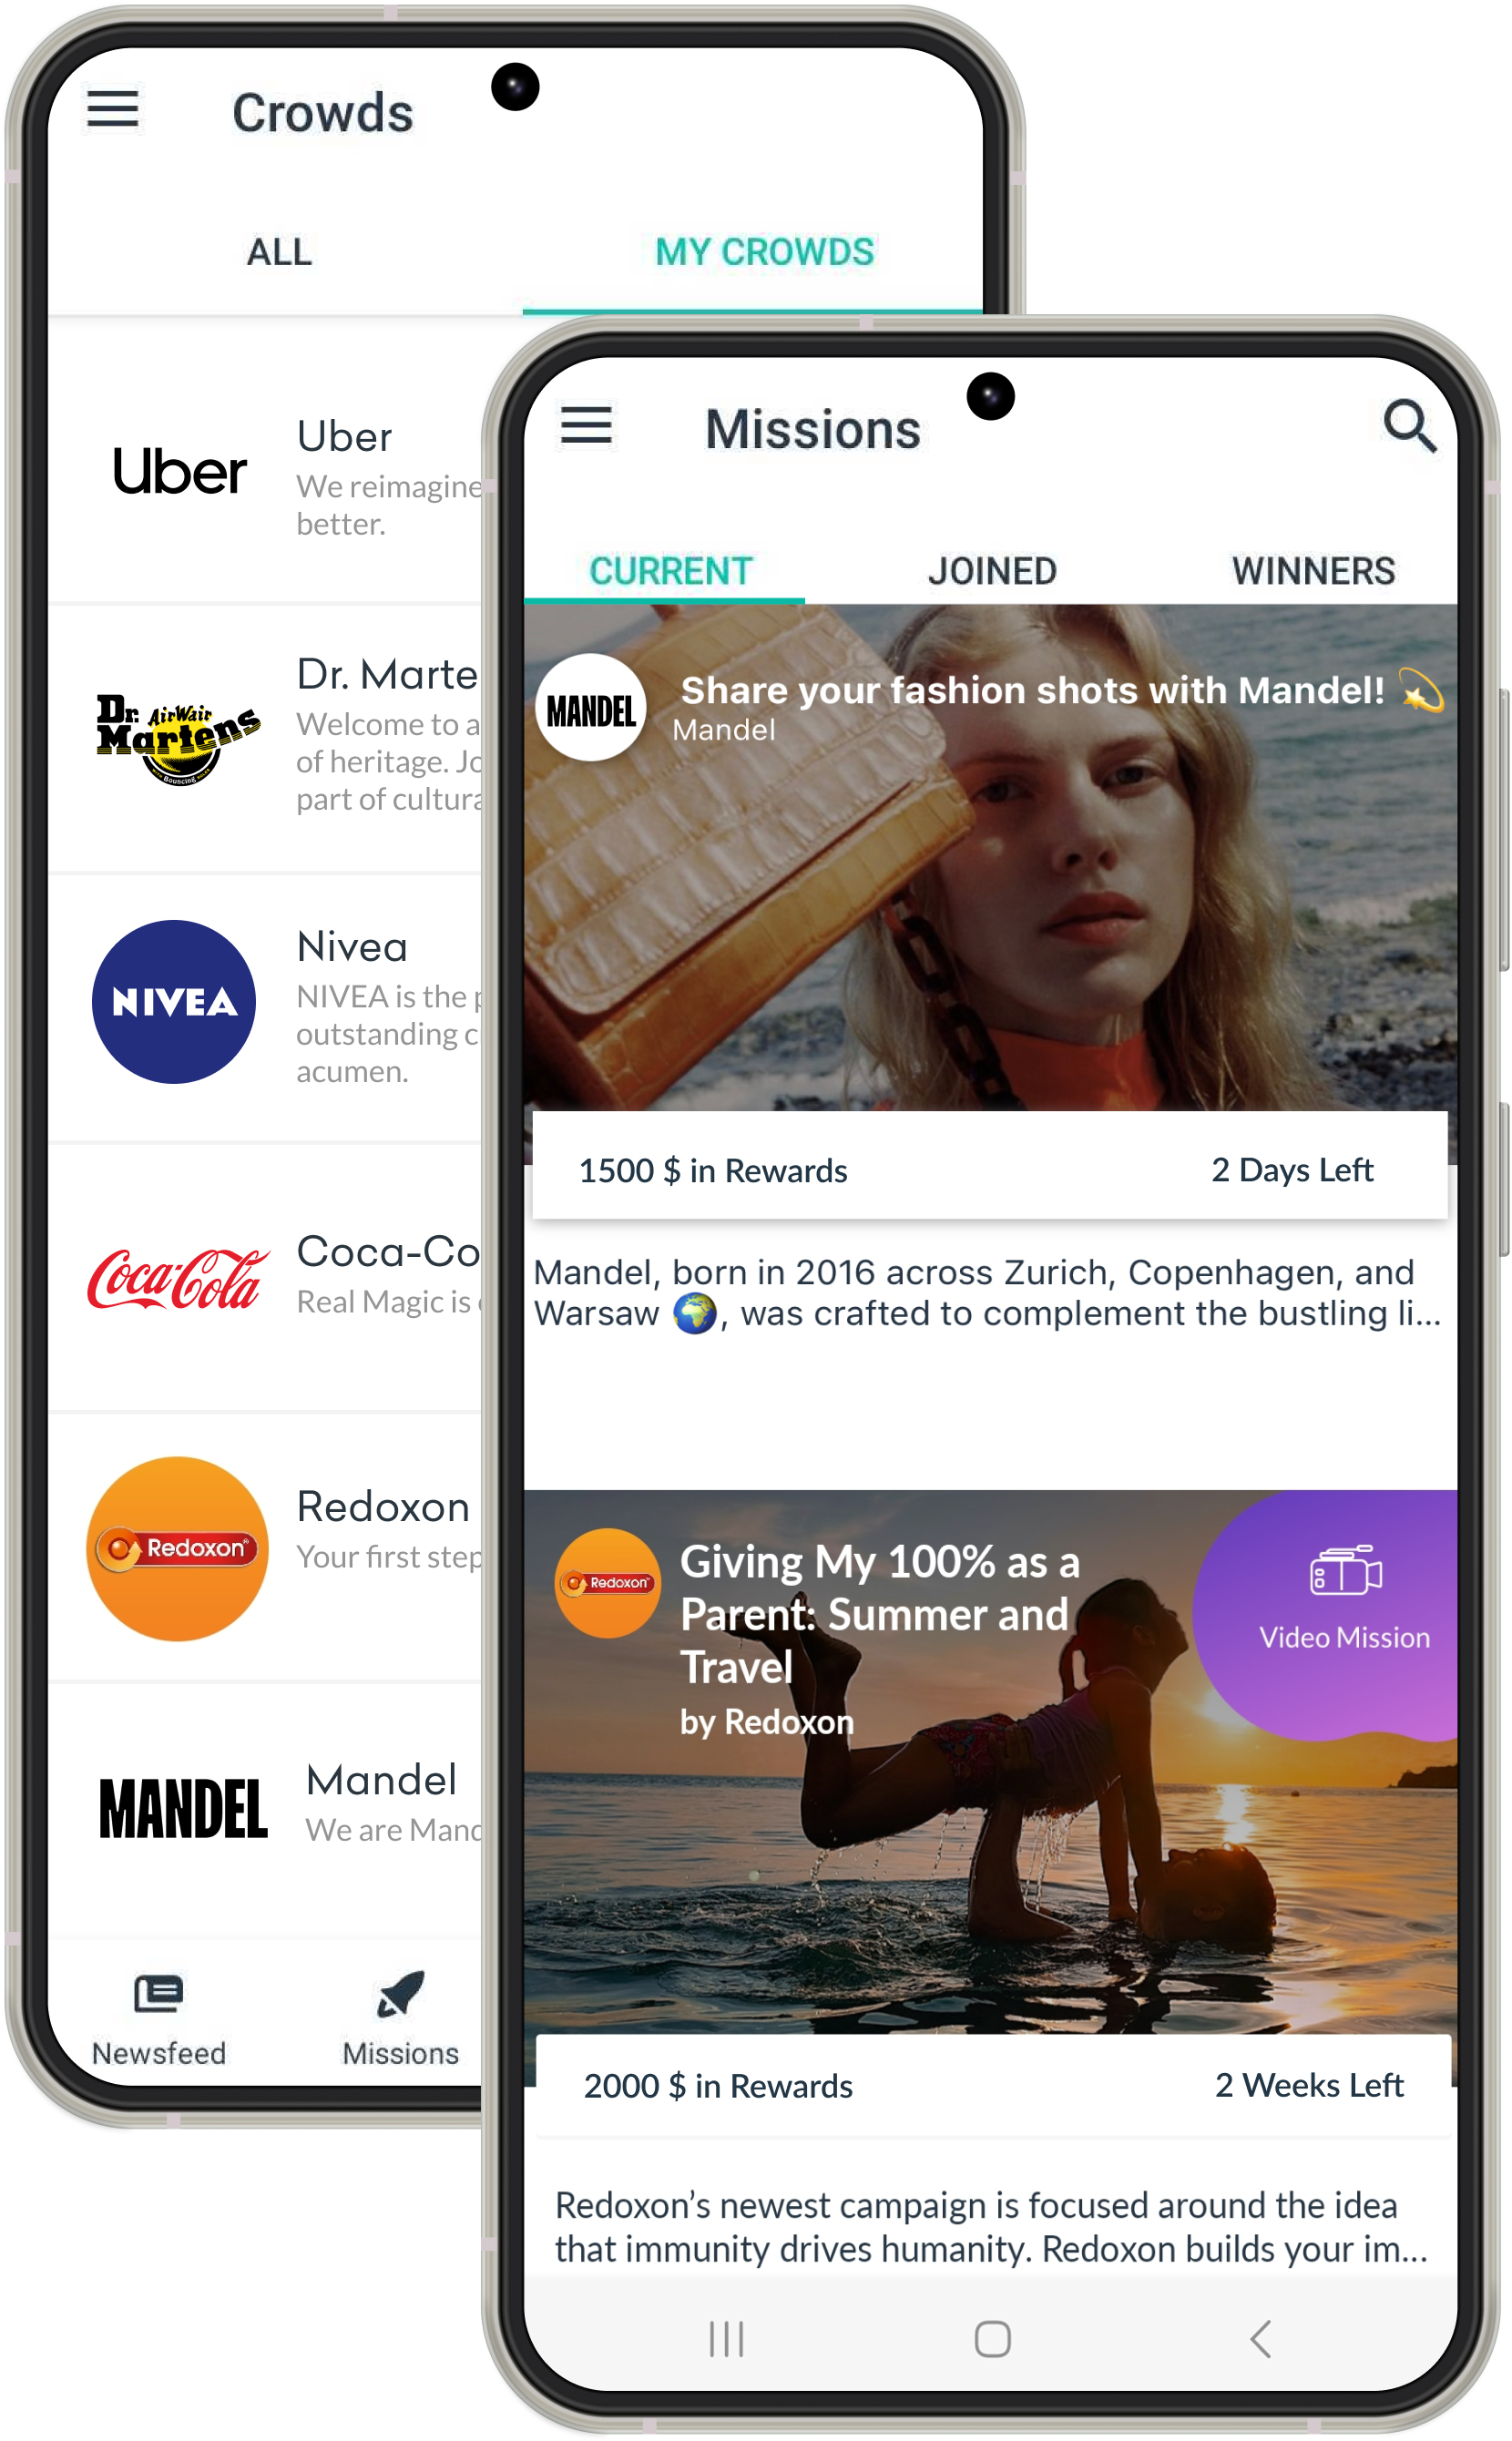 Crowds
ALL
MY CROWDS
Uber
Uber
We reimagine
better.
Dr. AirWair
Martens
WITH Bouncing SOLES
Dr. Marte
Welcome to a
of heritage. Jo
part of cultura
NIVEA
Nivea
NIVEA is the
outstanding c
acumen.
Coca-Cola
Coca-Co
Real Magic is
Redoxon®
Redoxon
Your first step
MANDEL
Mandel
We are Mand
Newsfeed
Missions
Missions
CURRENT
JOINED
WINNERS
MANDEL
Share your fashion shots with Mandel! 💫
Mandel
1500 $ in Rewards
2 Days Left
Mandel, born in 2016 across Zurich, Copenhagen, and
Warsaw 🌍, was crafted to complement the bustling li...
Redoxon®
Giving My 100% as a
Parent: Summer and
Travel
by Redoxon
Video Mission
2000 $ in Rewards
2 Weeks Left
Redoxon’s newest campaign is focused around the idea
that immunity drives humanity. Redoxon builds your im...